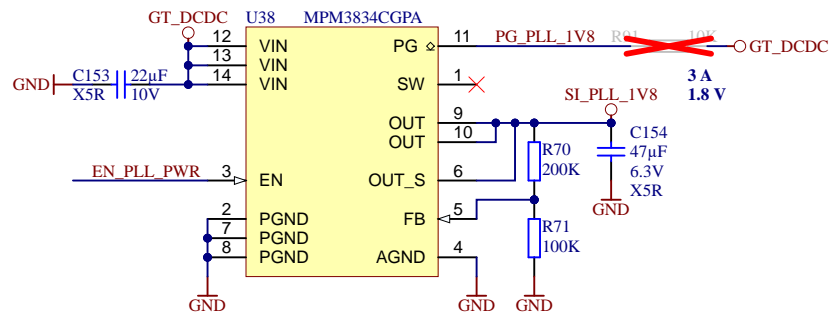 U38 MPM3834CGPA
GT_DCDC
12 VIN
13 VIN
14 VIN
PG 11 PG_PLL_1V8 R91 10K GT_DCDC
3 A
1.8 V
SW 1
GND C153 22µF
X5R 10V
SI_PLL_1V8
OUT 9
OUT 10
C154
47µF
6.3V
X5R
GND
R70
200K
EN_PLL_PWR 3 EN
OUT_S 6
2 PGND
7 PGND
8 PGND
FB 5
R71
100K
AGND 4
GND GND GND